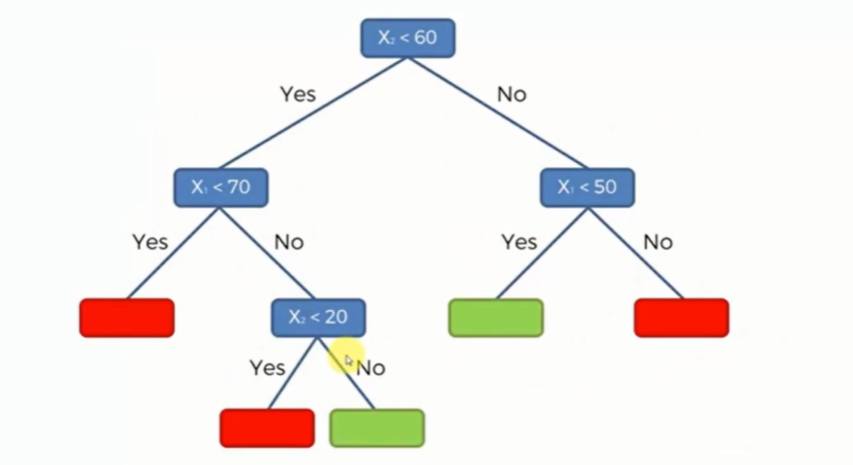 X₂ < 60
Yes
No
X₁ < 70
X₁ < 50
Yes
No
Yes
No
X₂ < 20
Yes
No